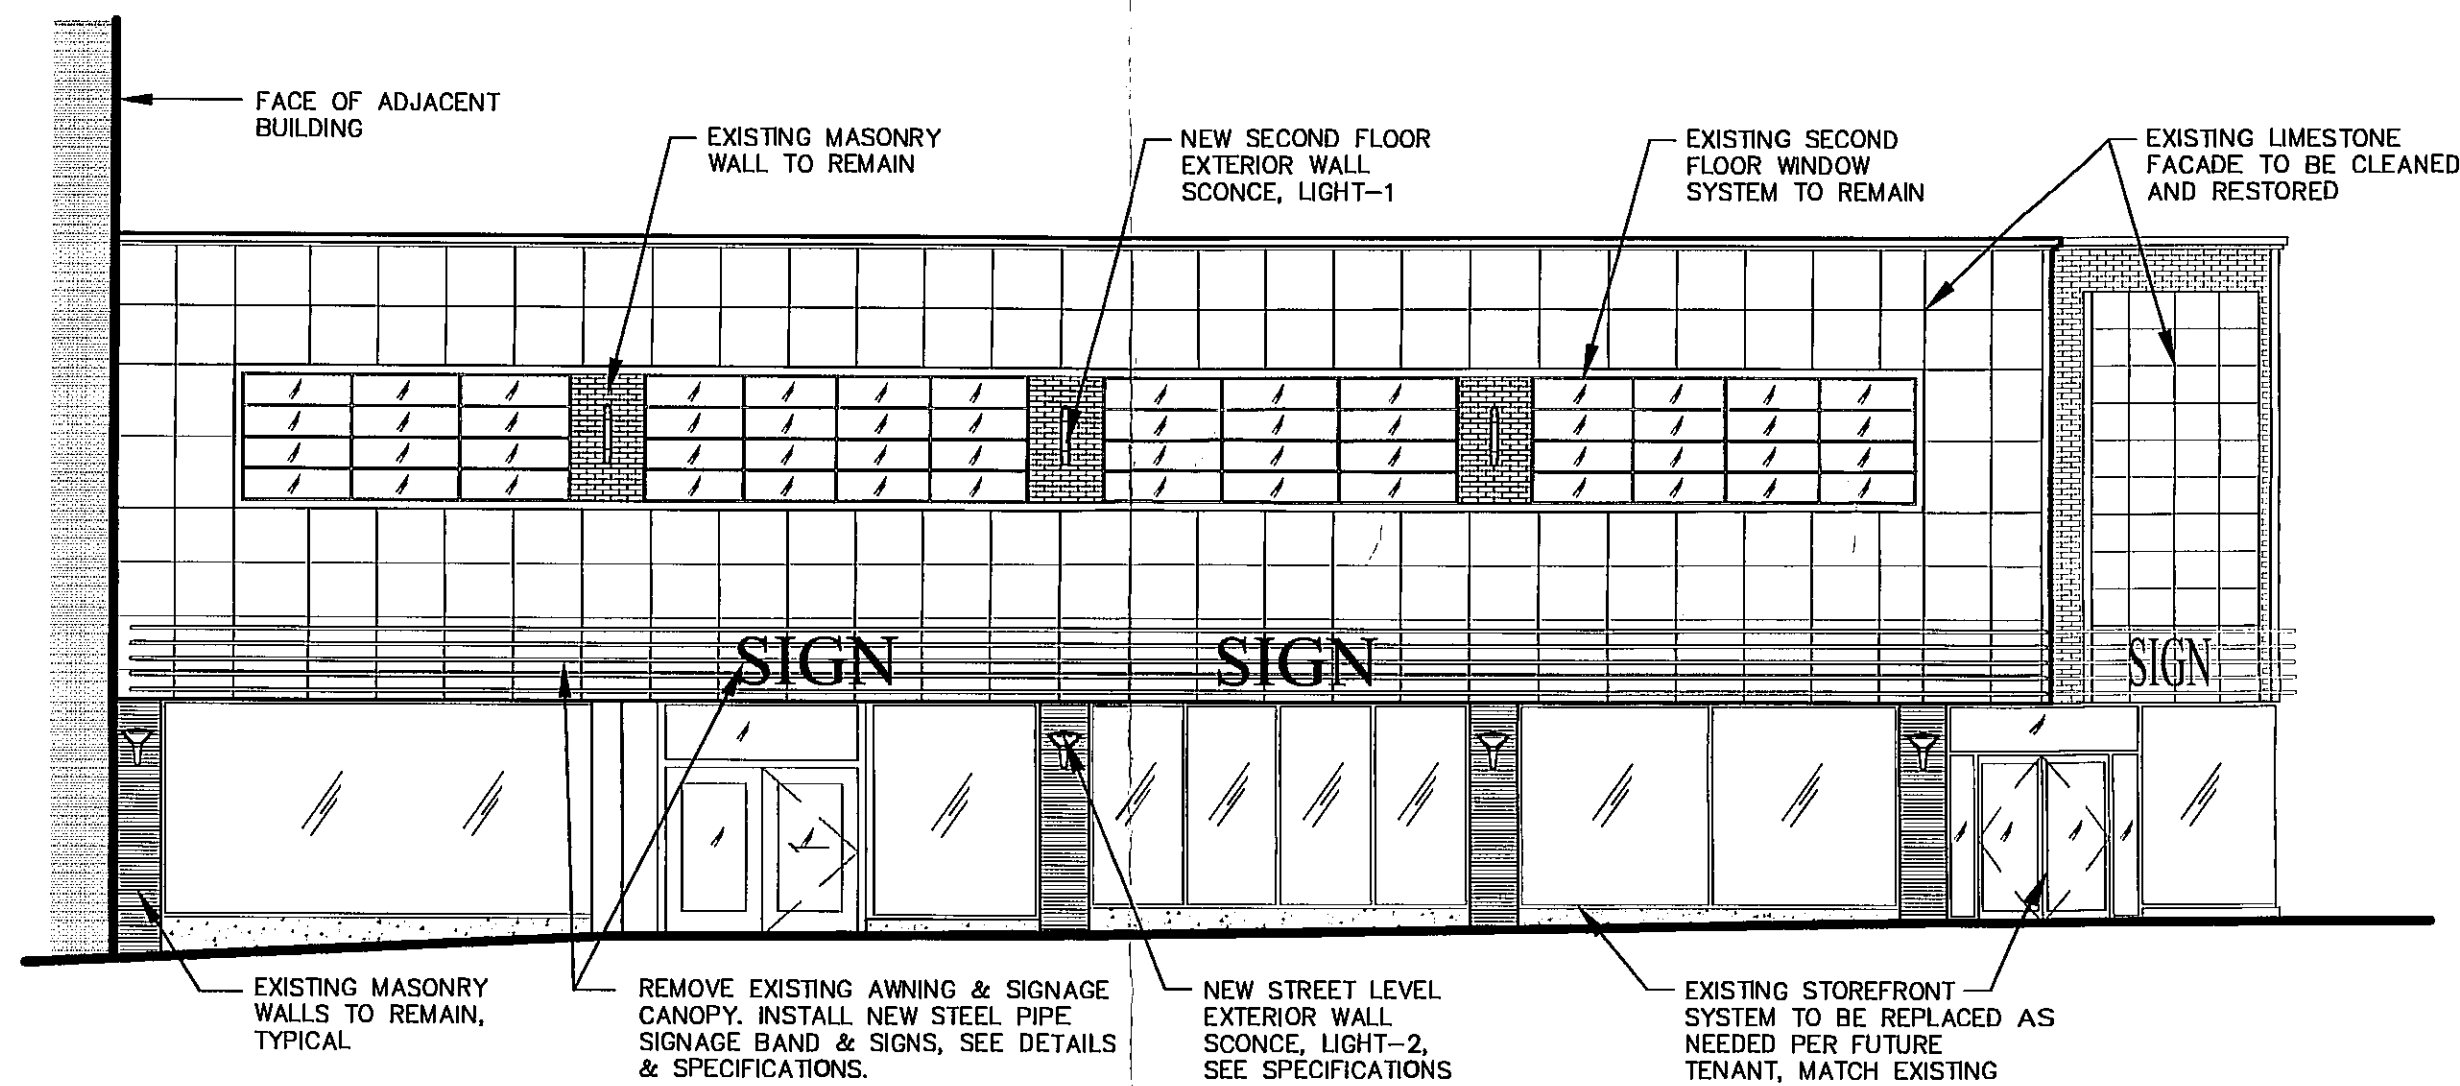 FACE OF ADJACENT
BUILDING
EXISTING MASONRY
WALL TO REMAIN
NEW SECOND FLOOR
EXTERIOR WALL
SCONCE, LIGHT-1
EXISTING SECOND
FLOOR WINDOW
SYSTEM TO REMAIN
EXISTING LIMESTONE
FACADE TO BE CLEANED
AND RESTORED
SIGN
SIGN
SIGN
EXISTING MASONRY
WALLS TO REMAIN,
TYPICAL
REMOVE EXISTING AWNING & SIGNAGE
CANOPY. INSTALL NEW STEEL PIPE
SIGNAGE BAND & SIGNS, SEE DETAILS
& SPECIFICATIONS.
NEW STREET LEVEL
EXTERIOR WALL
SCONCE, LIGHT-2,
SEE SPECIFICATIONS
EXISTING STOREFRONT
SYSTEM TO BE REPLACED AS
NEEDED PER FUTURE
TENANT, MATCH EXISTING